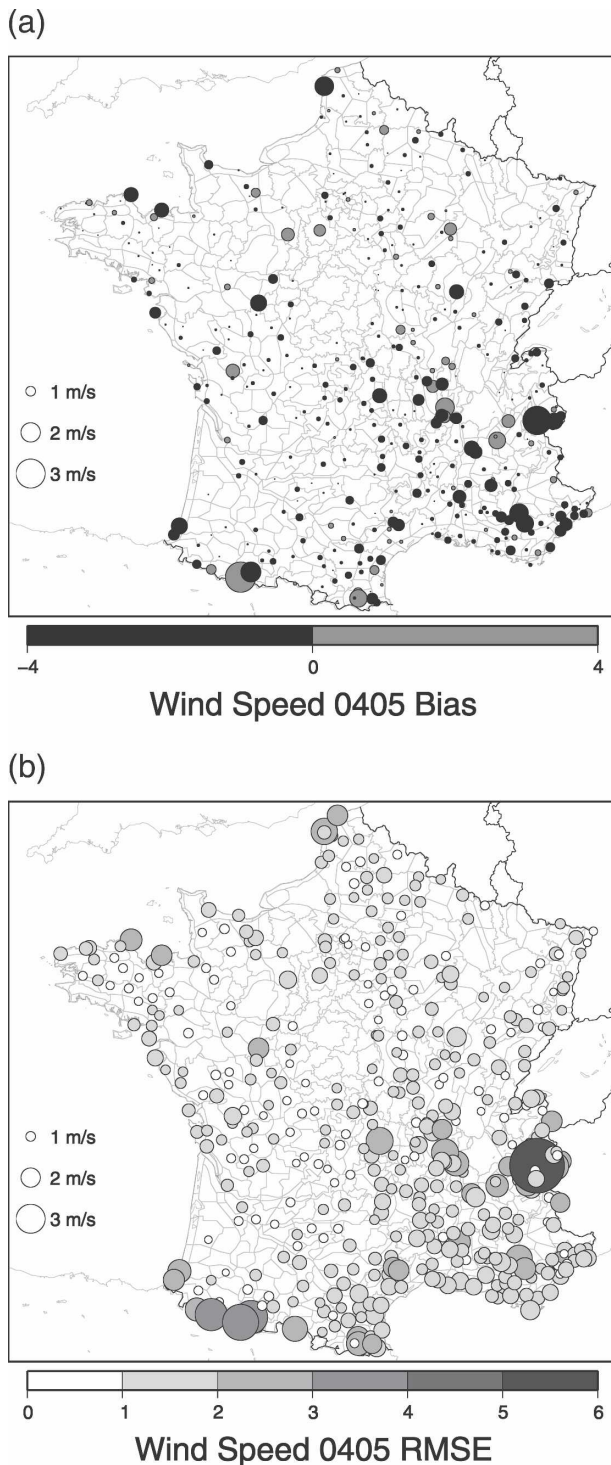 (a)
1 m/s
2 m/s
3 m/s
−4 0 4
Wind Speed 0405 Bias
(b)
1 m/s
2 m/s
3 m/s
0 1 2 3 4 5 6
Wind Speed 0405 RMSE